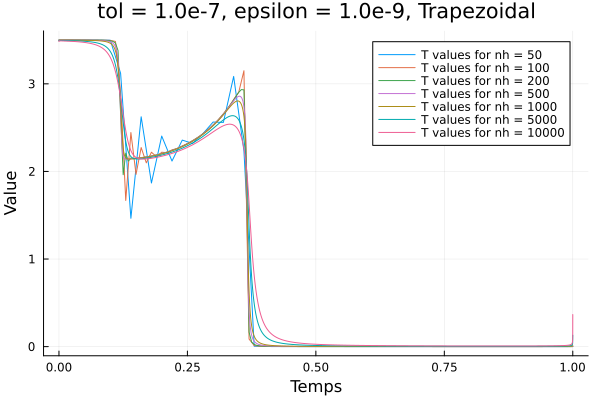 tol = 1.0e-7, epsilon = 1.0e-9, Trapezoidal
T values for nh = 50
T values for nh = 100
T values for nh = 200
T values for nh = 500
T values for nh = 1000
T values for nh = 5000
T values for nh = 10000
3
2
1
0
Value
0.00 0.25 0.50 0.75 1.00
Temps